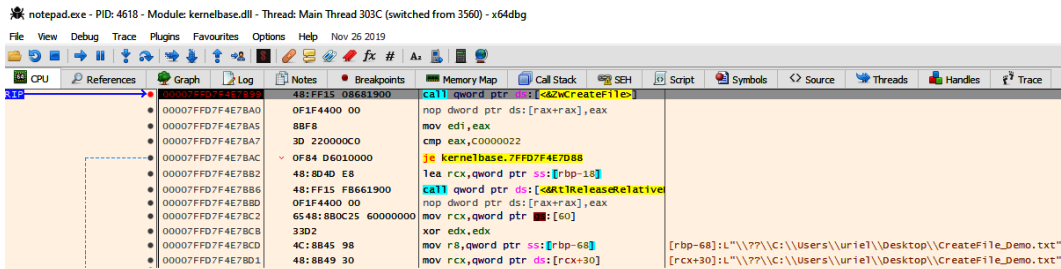 notepad.exe - PID: 4618 - Module: kernelbase.dll - Thread: Main Thread 303C (switched from 3560) - x64dbg
File View Debug Trace Plugins Favourites Options Help Nov 26 2019
fx # A2
CPU References Graph Log Notes Breakpoints Memory Map Call Stack SEH Script Symbols Source Threads Handles Trace
RIP 00007FFD7F4E7B99 48:FF15 08681900 call qword ptr ds:[<&ZwCreateFile>]
00007FFD7F4E7BA0 0F1F4400 00 nop dword ptr ds:[rax+rax],eax
00007FFD7F4E7BA5 8BF8 mov edi,eax
00007FFD7F4E7BA7 3D 220000C0 cmp eax,C0000022
00007FFD7F4E7BAC 0F84 D6010000 je kernelbase.7FFD7F4E7D88
00007FFD7F4E7BB2 48:8D4D E8 lea rcx,qword ptr ss:[rbp-18]
00007FFD7F4E7BB6 48:FF15 FB661900 call qword ptr ds:[<&RtlReleaseRelativeN
00007FFD7F4E7BBD 0F1F4400 00 nop dword ptr ds:[rax+rax],eax
00007FFD7F4E7BC2 6548:8B0C25 60000000 mov rcx,qword ptr gs:[60]
00007FFD7F4E7BCB 33D2 xor edx,edx
00007FFD7F4E7BCD 4C:8B45 98 mov r8,qword ptr ss:[rbp-68] [rbp-68]:L"\\??\\C:\\Users\\uriel\\Desktop\\CreateFile_Demo.txt"
00007FFD7F4E7BD1 48:8B49 30 mov rcx,qword ptr ds:[rcx+30] [rcx+30]:L"\\??\\C:\\Users\\uriel\\Desktop\\CreateFile_Demo.txt"